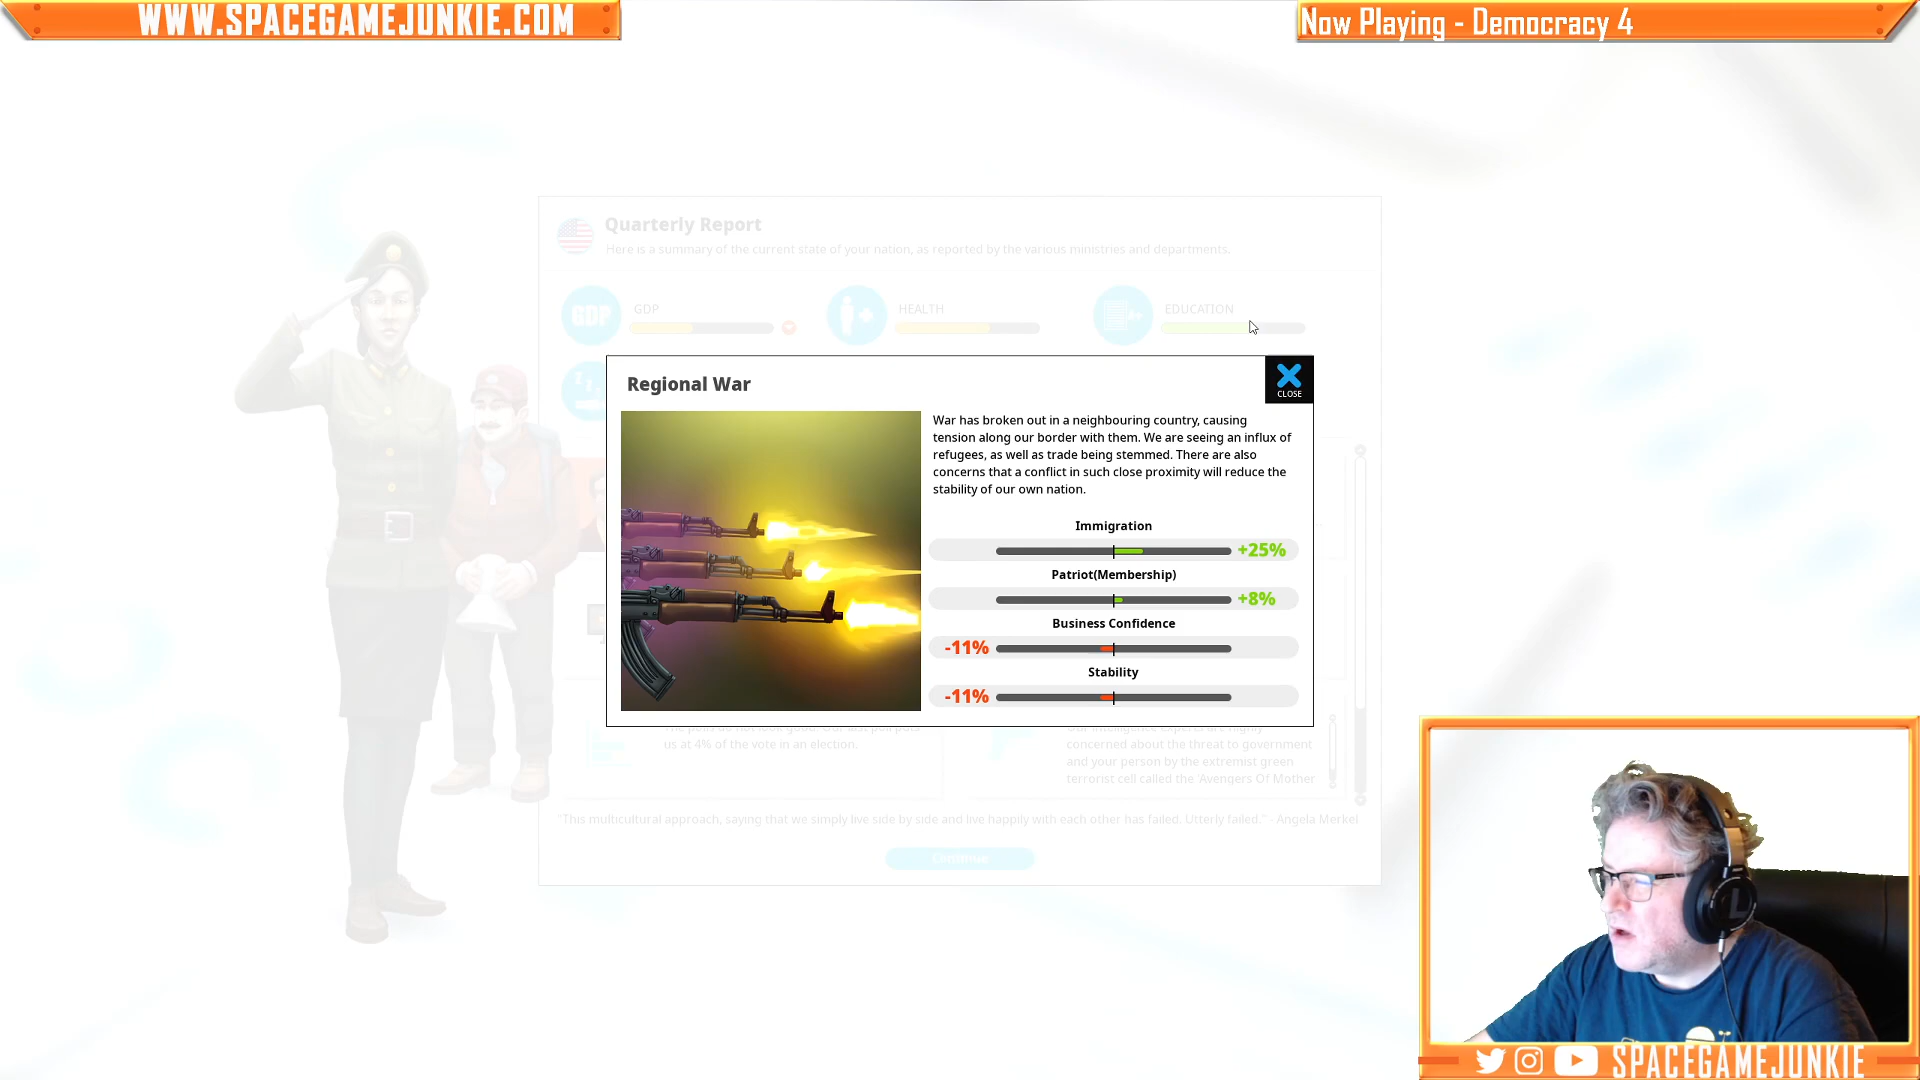 WWW.SPACEGAMEJUNKIE.COM
Now Playing - Democracy 4
Quarterly Report
Here is a summary of the current state of your nation, as reported by the various ministries and departments.
GDP
GDP
HEALTH
EDUCATION
Regional War
CLOSE
War has broken out in a neighbouring country, causing
tension along our border with them. We are seeing an influx of
refugees, as well as trade being stemmed. There are also
concerns that a conflict in such close proximity will reduce the
stability of our own nation.
Immigration
+25%
Patriot(Membership)
+8%
Business Confidence
-11%
Stability
-11%
us at 4% of the vote in an election.
concerned about the threat to government
and your person by the extremist green
terrorist cell called the 'Avengers Of Mother
"This multicultural approach, saying that we simply live side by side and live happily with each other has failed. Utterly failed." - Angela Merkel
Continue
SPACEGAMEJUNKIE